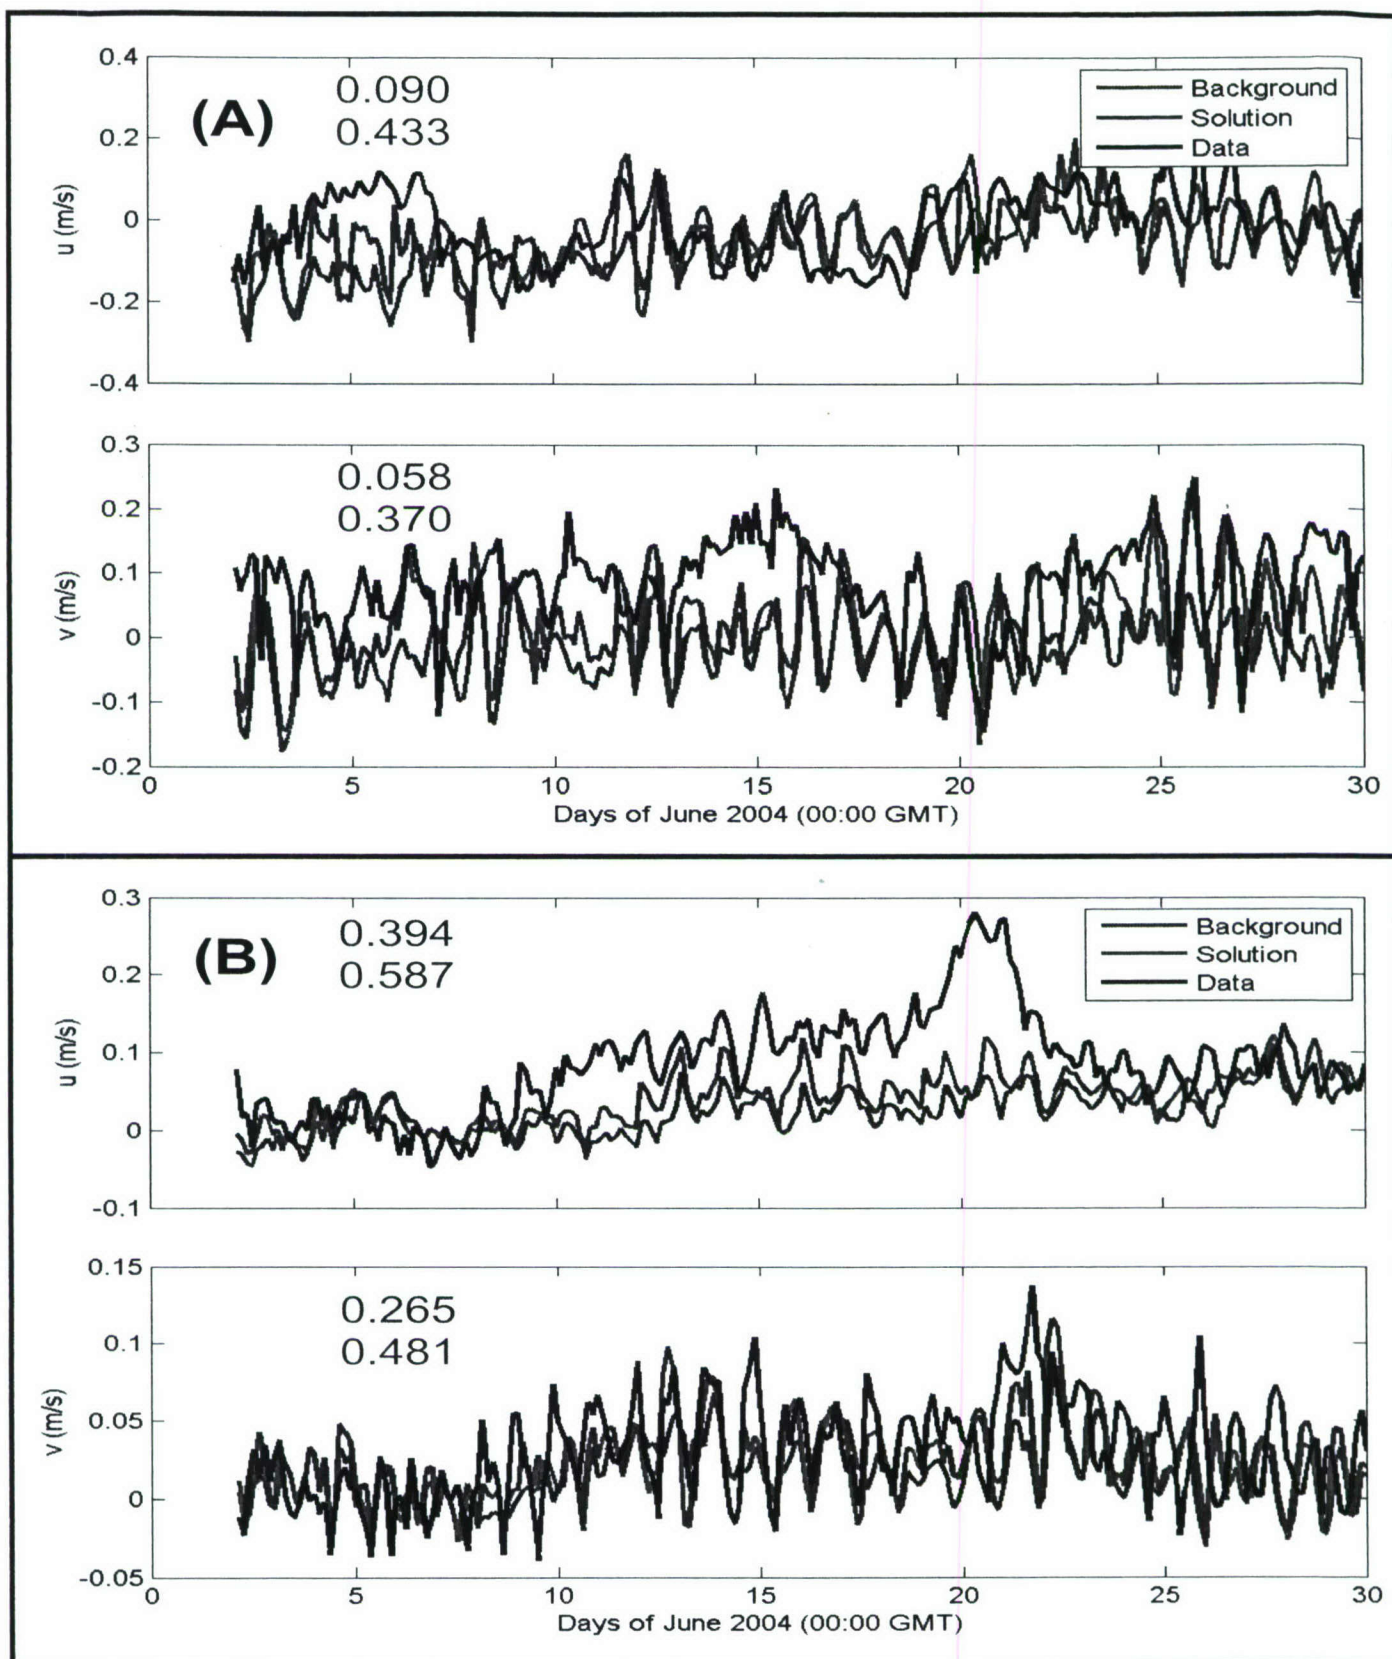 (A)
0.090
0.433
Background
Solution
Data
0.4
0.2
0
-0.2
-0.4
u (m/s)
0.058
0.370
0.3
0.2
0.1
0
-0.1
-0.2
v (m/s)
0 5 10 15 20 25 30
Days of June 2004 (00:00 GMT)
(B)
0.394
0.587
Background
Solution
Data
0.3
0.2
0.1
0
-0.1
u (m/s)
0.265
0.481
0.15
0.1
0.05
0
-0.05
v (m/s)
0 5 10 15 20 25 30
Days of June 2004 (00:00 GMT)